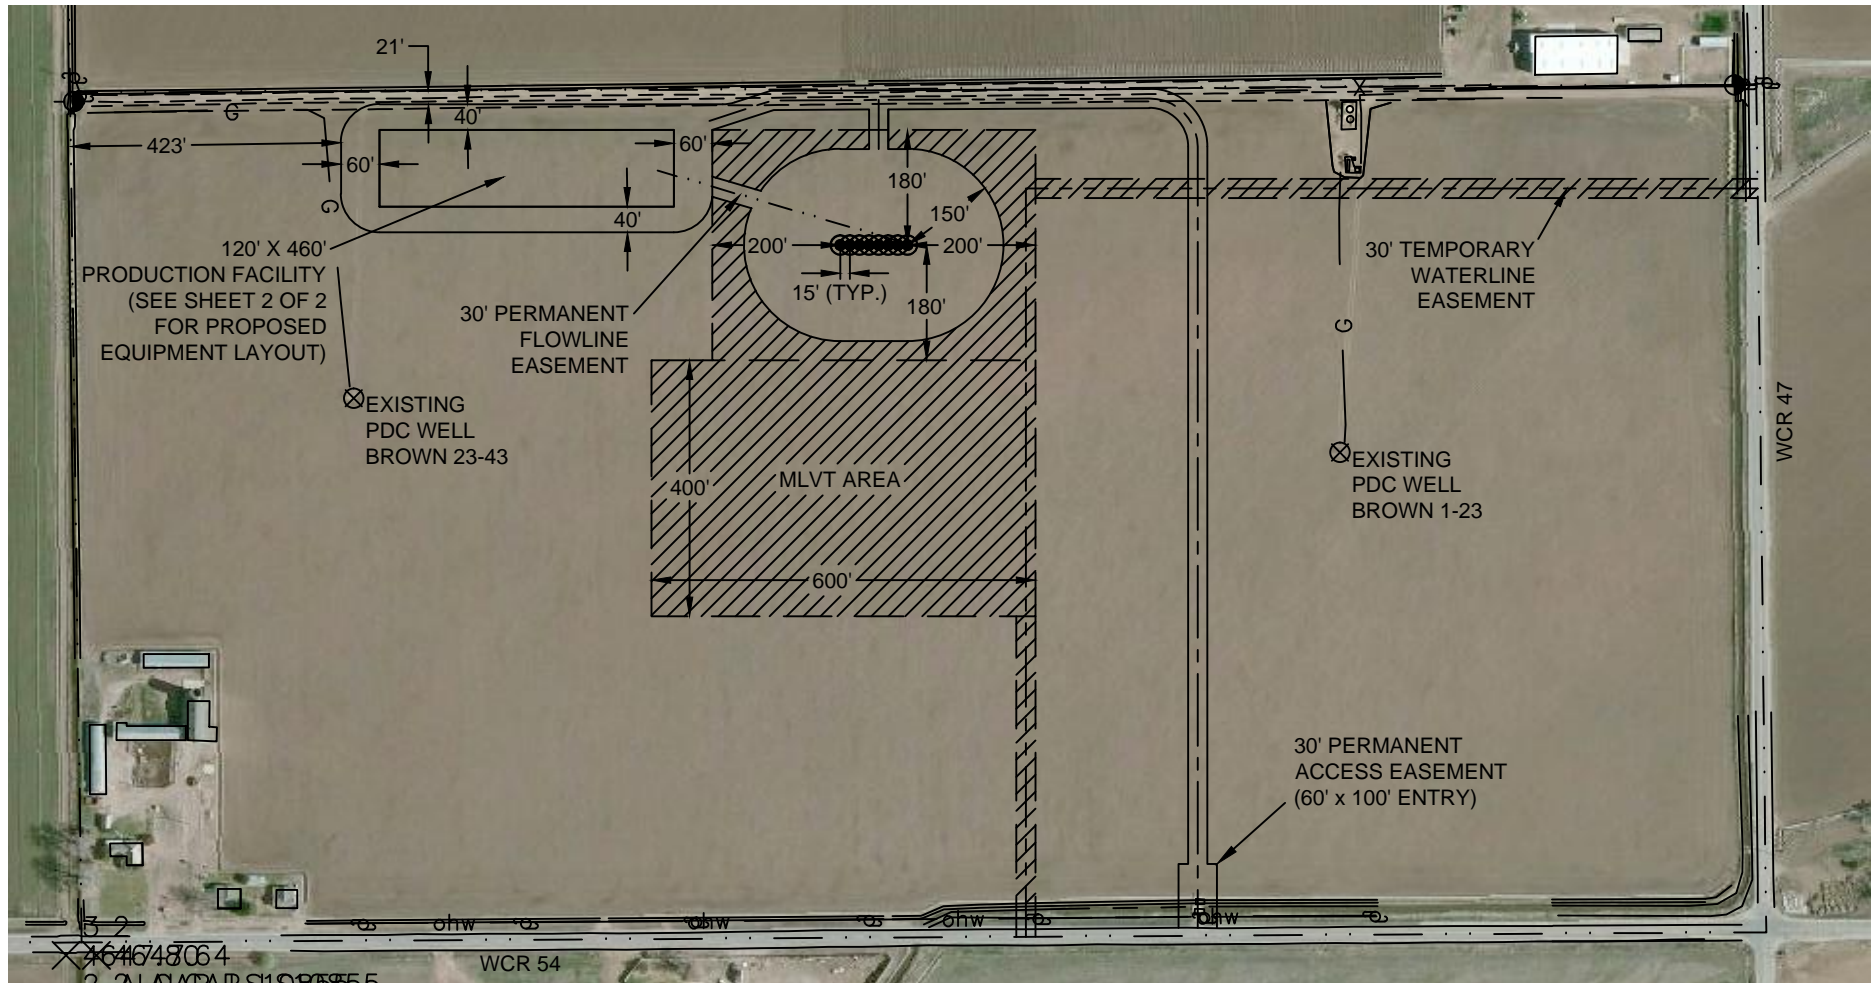 21'
G
40'
423'
60'
60'
180'
150'
G
40'
200'
200'
120' X 460'
PRODUCTION FACILITY
(SEE SHEET 2 OF 2
FOR PROPOSED
EQUIPMENT LAYOUT)
15' (TYP.)
180'
30' PERMANENT
FLOWLINE
EASEMENT
X
30' TEMPORARY
WATERLINE
EASEMENT
G
EXISTING
PDC WELL
BROWN 23-43
WCR 47
400'
MLVT AREA
EXISTING
PDC WELL
BROWN 1-23
600'
30' PERMANENT
ACCESS EASEMENT
(60' x 100' ENTRY)
ohw
ohw
ohw
ohw
WCR 54